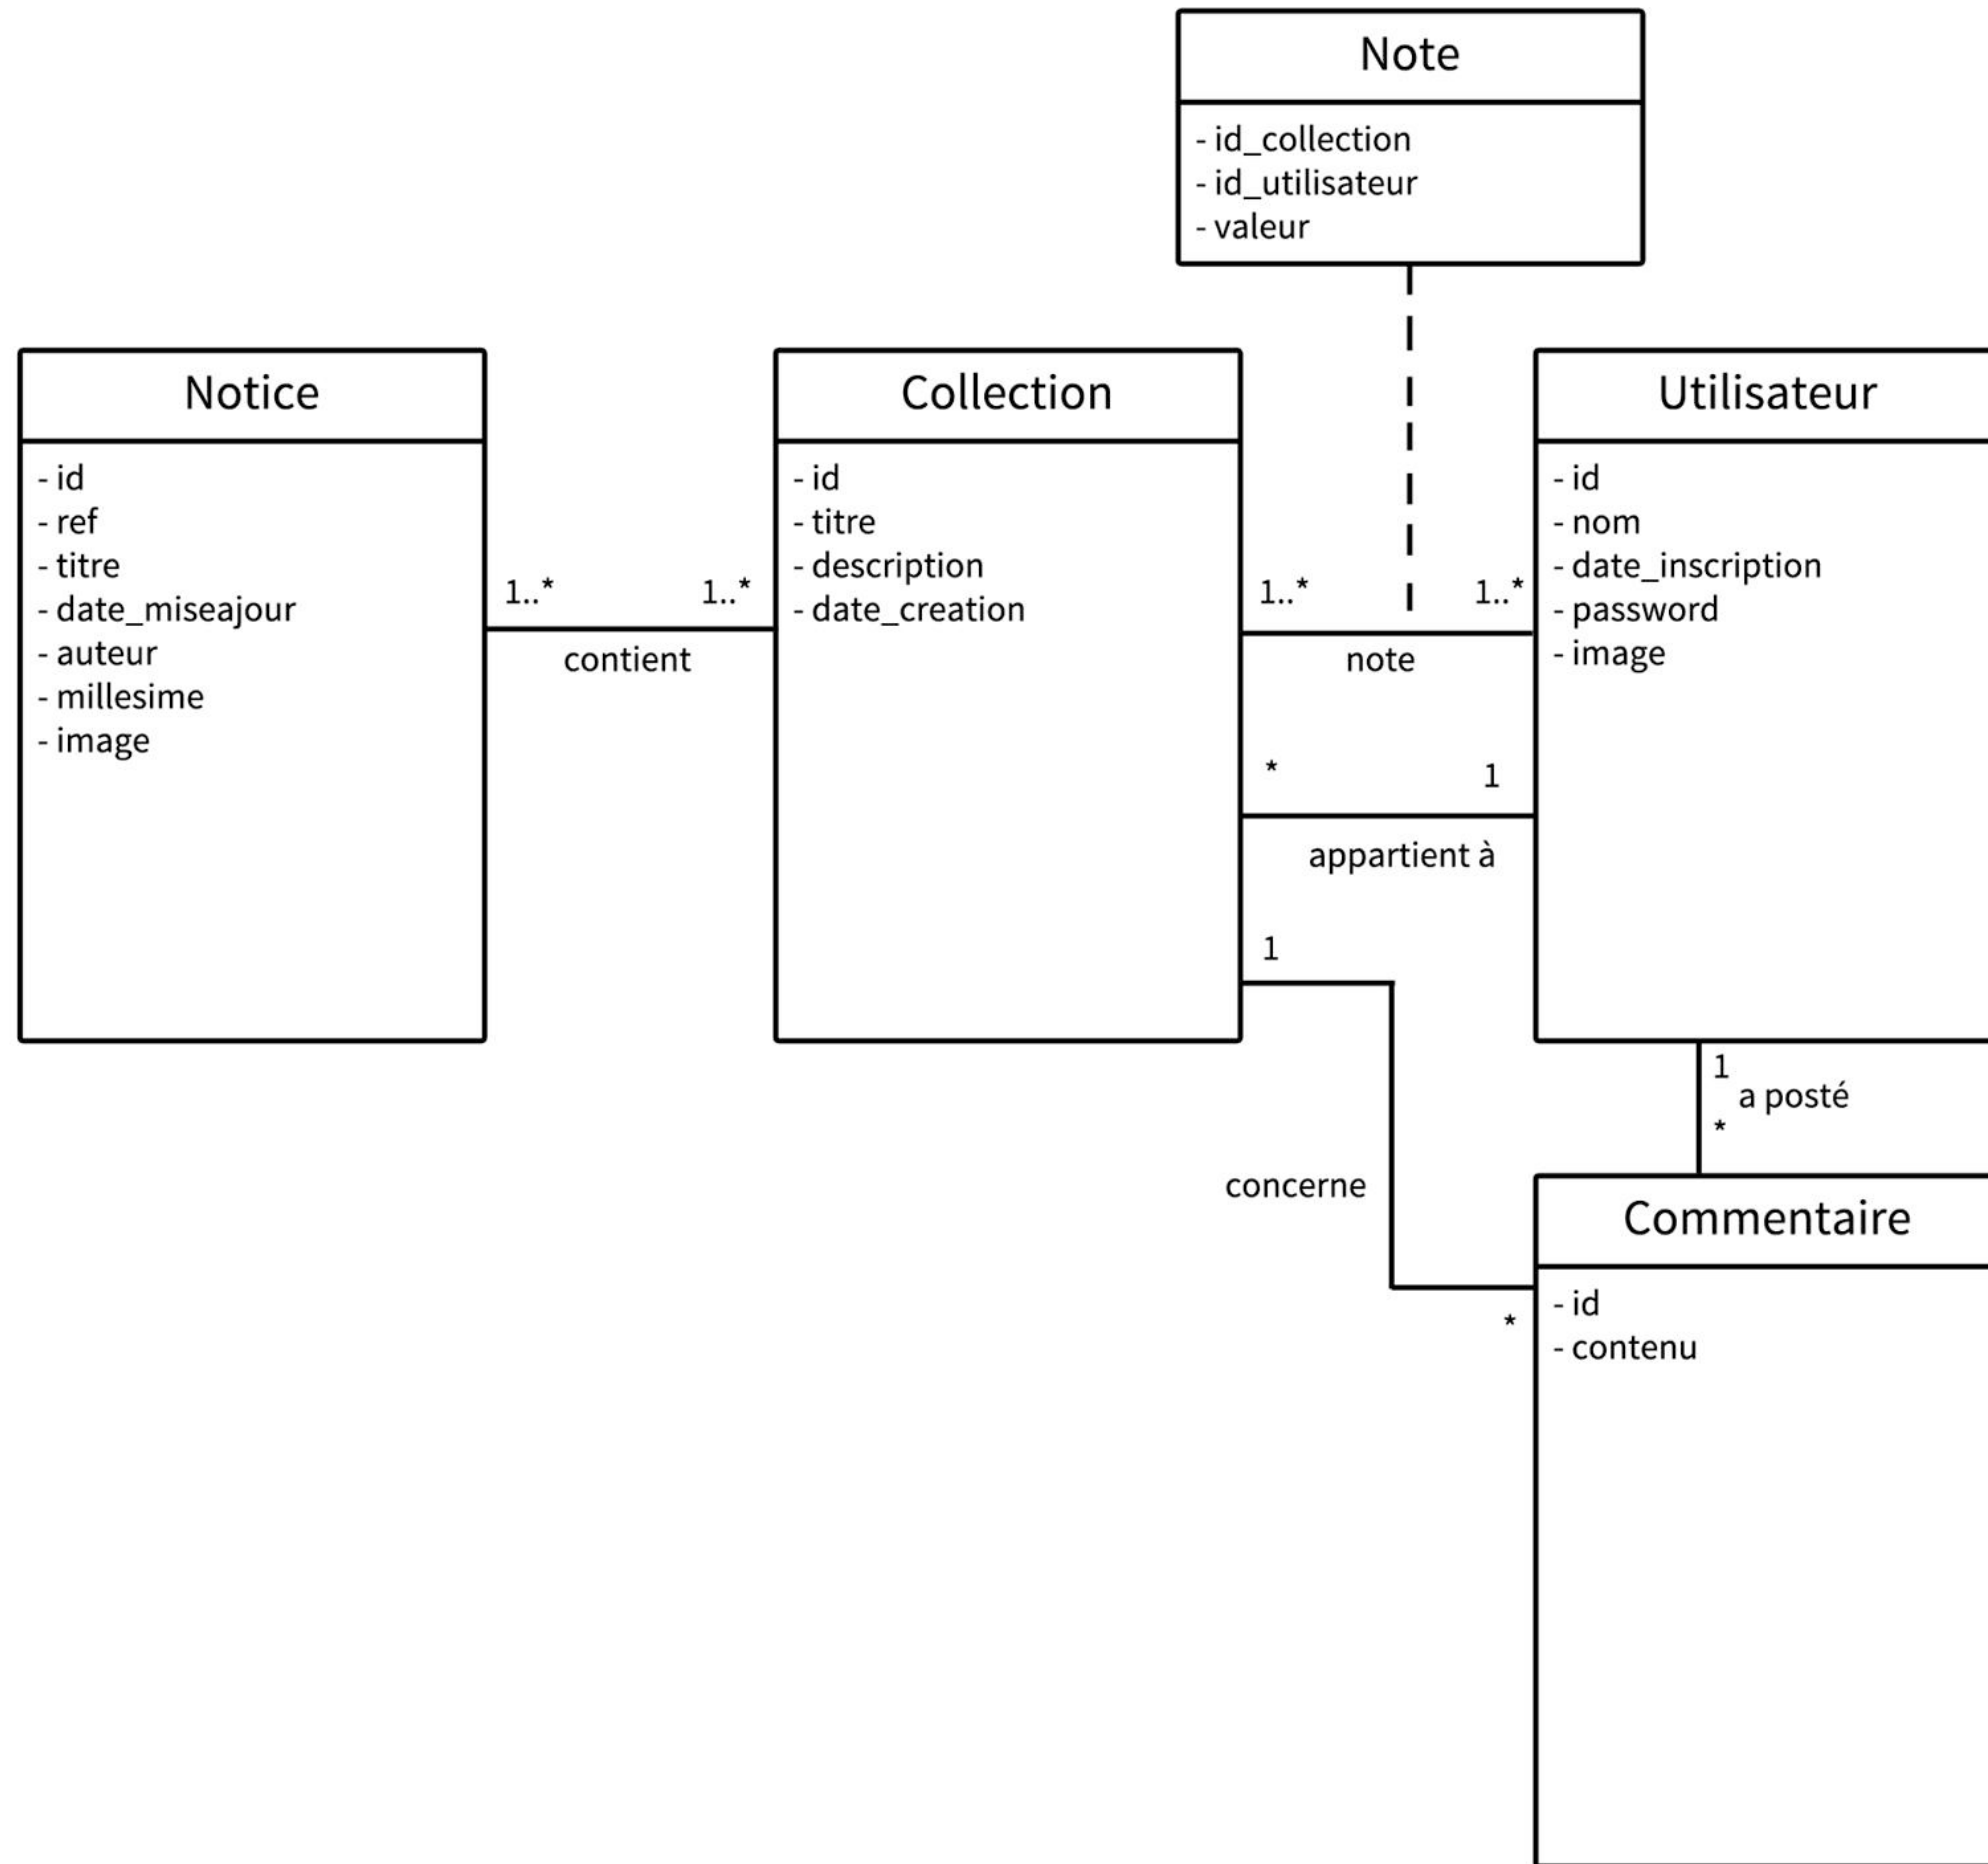 Note
- id_collection
- id_utilisateur
- valeur
Notice
- id
- ref
- titre
- date_miseajour
- auteur
- millesime
- image
1..*
1..*
contient
Collection
- id
- titre
- description
- date_creation
1..*
1..*
note
*
1
appartient à
1
Utilisateur
- id
- nom
- date_inscription
- password
- image
1
a posté
*
concerne
*
Commentaire
- id
- contenu